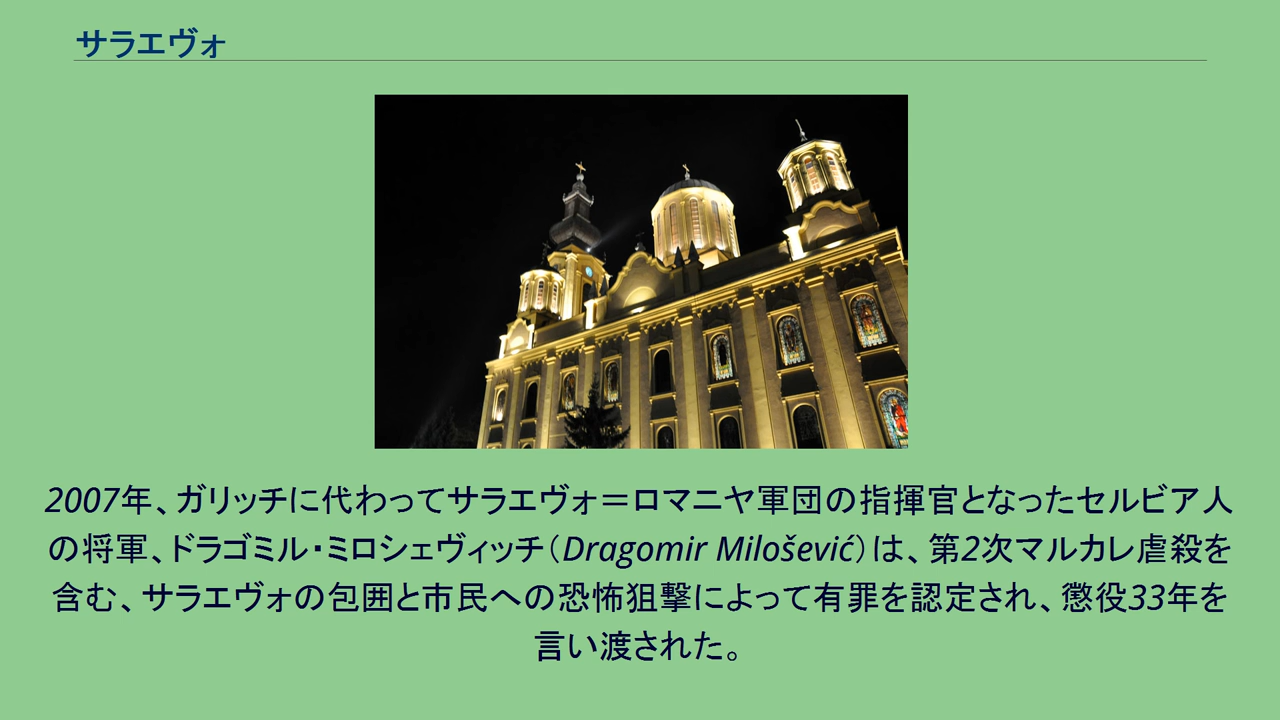 サラエヴォ
2007年、ガリッチに代わってサラエヴォ＝ロマニヤ軍団の指揮官となったセルビア人
の将軍、ドラゴミル・ミロシェヴィッチ（Dragomir Milošević）は、第2次マルカレ虐殺を
含む、サラエヴォの包囲と市民への恐怖狙撃によって有罪を認定され、懲役33年を
言い渡された。